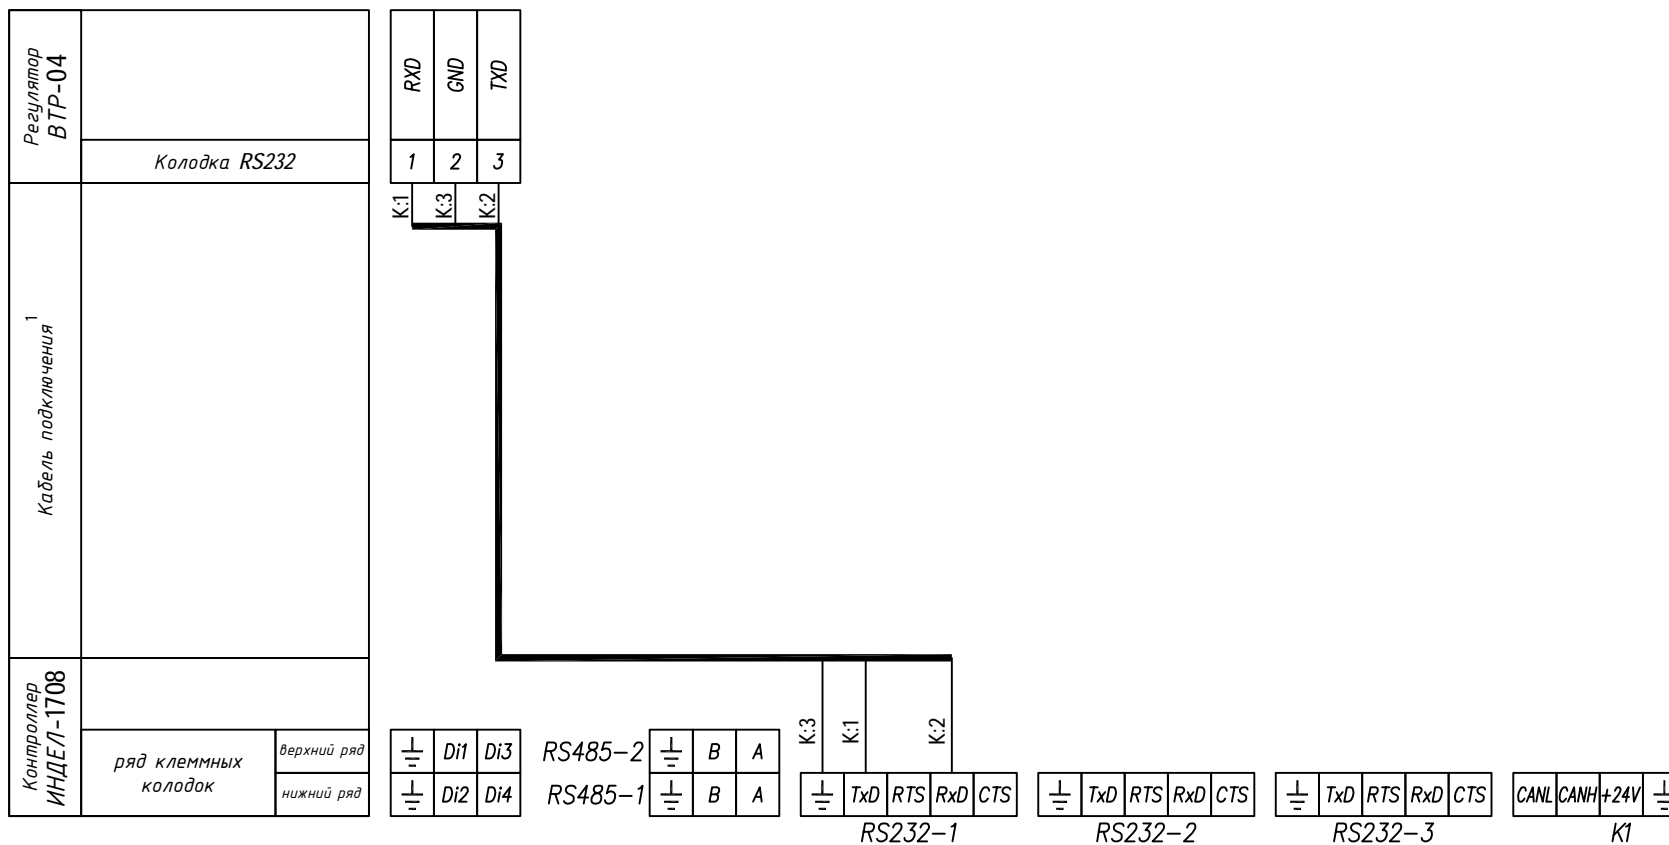 Регулятор
ВТР-04
Колодка RS232
RXD GND TXD
1 2 3
К:1 К:3 К:2
Кабель подключения 1
Контроллер
ИНДЕЛ-1708
ряд клеммных
колодок
верхний ряд
нижний ряд
Di1 Di3
Di2 Di4
RS485-2 B A
RS485-1 B A
К:3 К:1 К:2
TxD RTS RxD CTS
RS232-1
TxD RTS RxD CTS
RS232-2
TxD RTS RxD CTS
RS232-3
CANL CANH +24V
К1